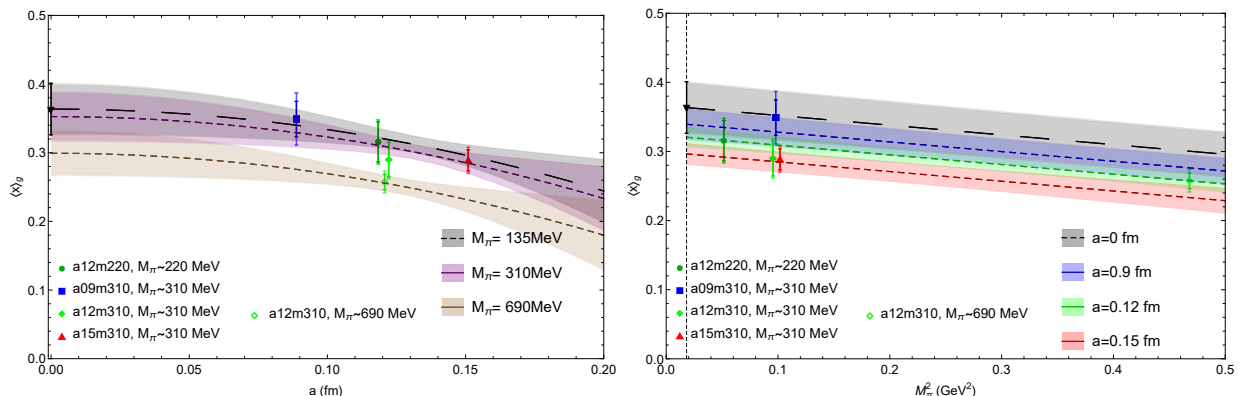 0.5
0.4
0.3
0.2
0.1
0.0
⟨x⟩g
0.00
0.05
0.10
0.15
0.20
a (fm)
Mπ= 135MeV
Mπ= 310MeV
Mπ= 690MeV
a12m220, Mπ~220 MeV
a09m310, Mπ~310 MeV
a12m310, Mπ~310 MeV
a12m310, Mπ~690 MeV
a15m310, Mπ~310 MeV
0.5
0.4
0.3
0.2
0.1
0.0
⟨x⟩g
0.0
0.1
0.2
0.3
0.4
0.5
Mπ² (GeV²)
a=0 fm
a=0.9 fm
a=0.12 fm
a=0.15 fm
a12m220, Mπ~220 MeV
a09m310, Mπ~310 MeV
a12m310, Mπ~310 MeV
a12m310, Mπ~690 MeV
a15m310, Mπ~310 MeV